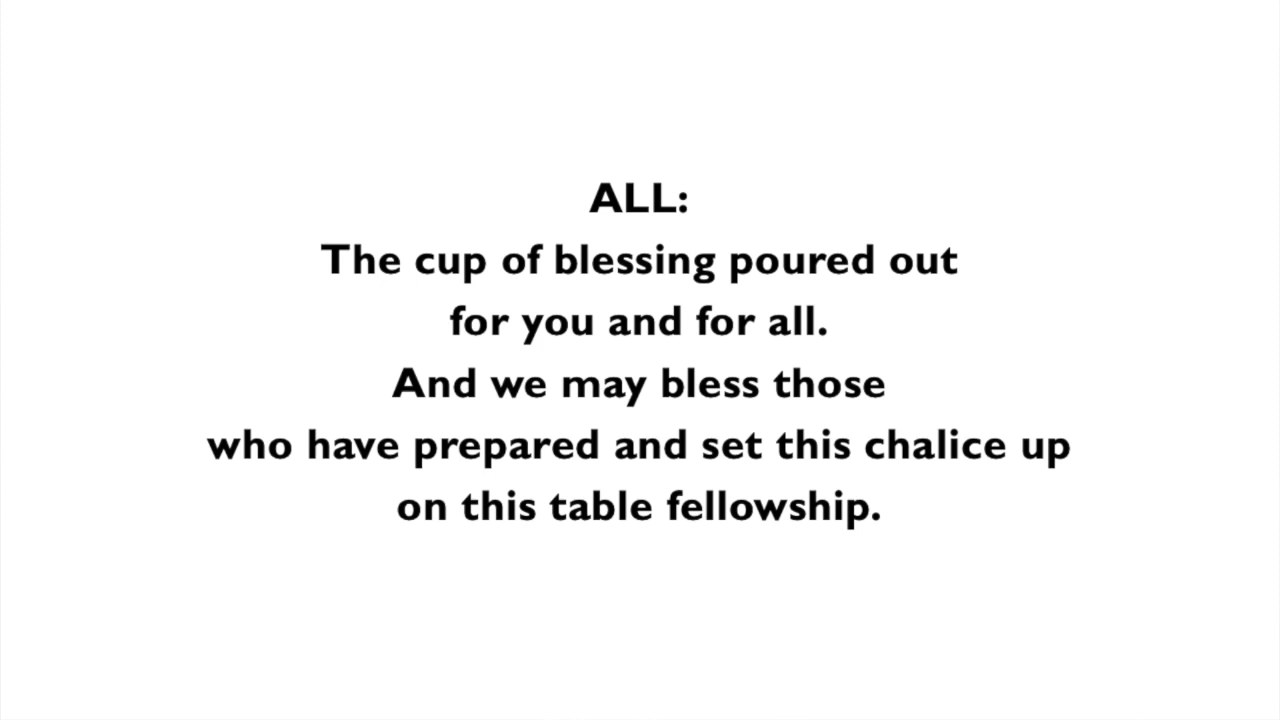 ALL:
The cup of blessing poured out
for you and for all.
And we may bless those
who have prepared and set this chalice up
on this table fellowship.